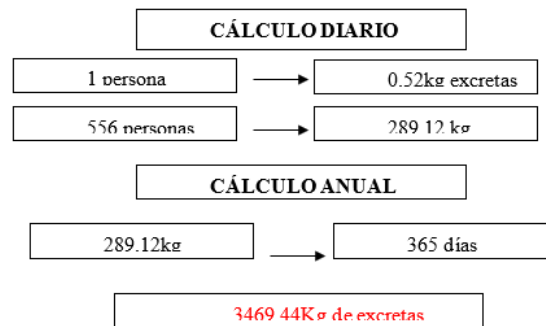 CÁLCULO DIARIO
1 persona
0.52kg excretas
556 personas
289.12 kg
CÁLCULO ANUAL
289.12kg
365 días
3469.44Kg de excretas